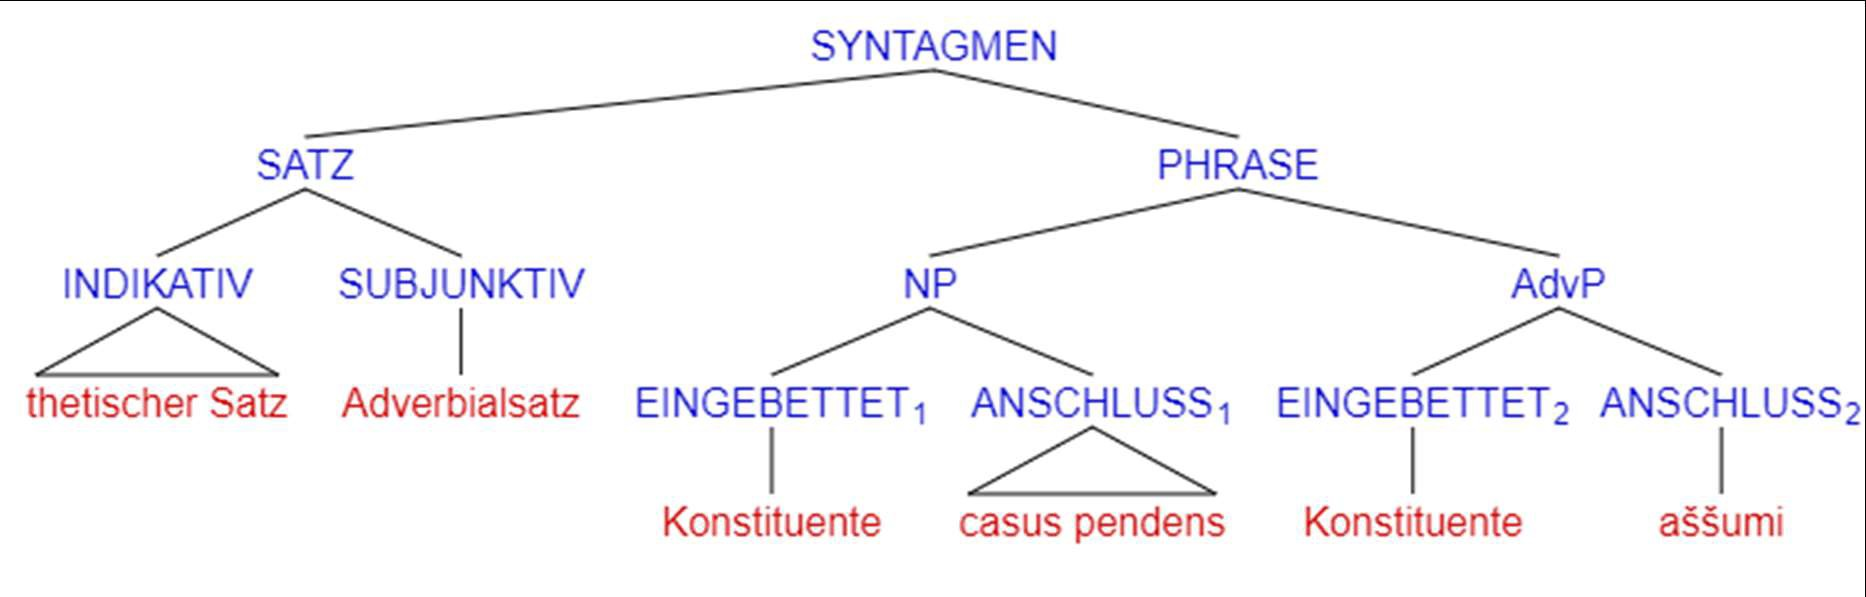 SYNTAGMEN
SATZ PHRASE
INDIKATIV SUBJUNKTIV NP AdvP
thetischer Satz Adverbialsatz EINGEBETTET₁ ANSCHLUSS₁ EINGEBETTET₂ ANSCHLUSS₂
Konstituente casus pendens Konstituente aššumi